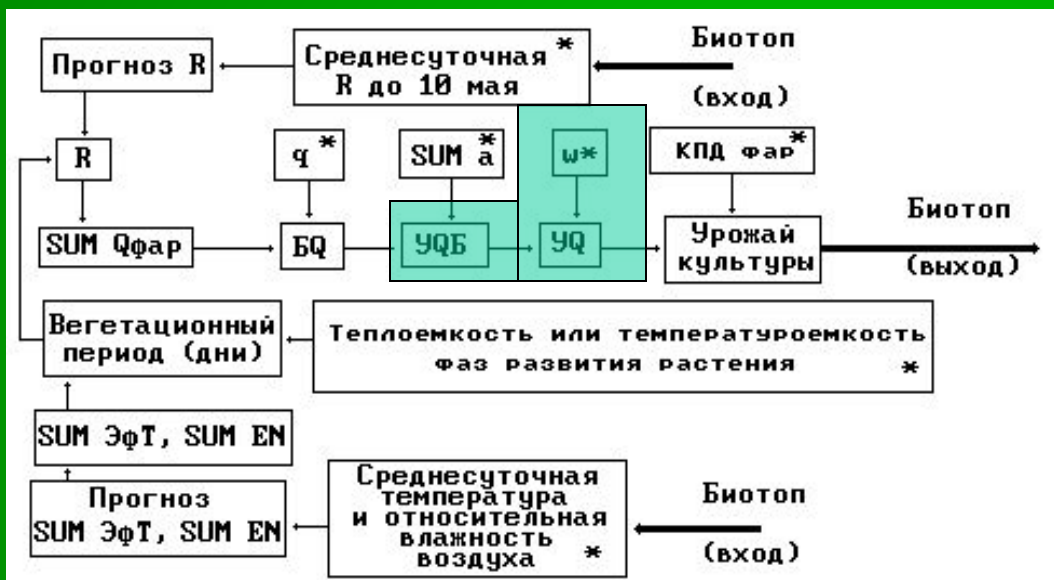 Прогноз R
Среднесуточная *
R до 10 мая
Биотоп
(вход)
R
q *
SUM a *
w*
КПД фар *
SUM Qфар
БQ
УQБ
УQ
Урожай
культуры
Биотоп
(выход)
Вегетационный
период (дни)
Теплоемкость или температуроемкость
фаз развития растения *
SUM ЭфТ, SUM EN
Прогноз
SUM ЭфТ, SUM EN
Среднесуточная
температура
и относительная
влажность
воздуха *
Биотоп
(вход)